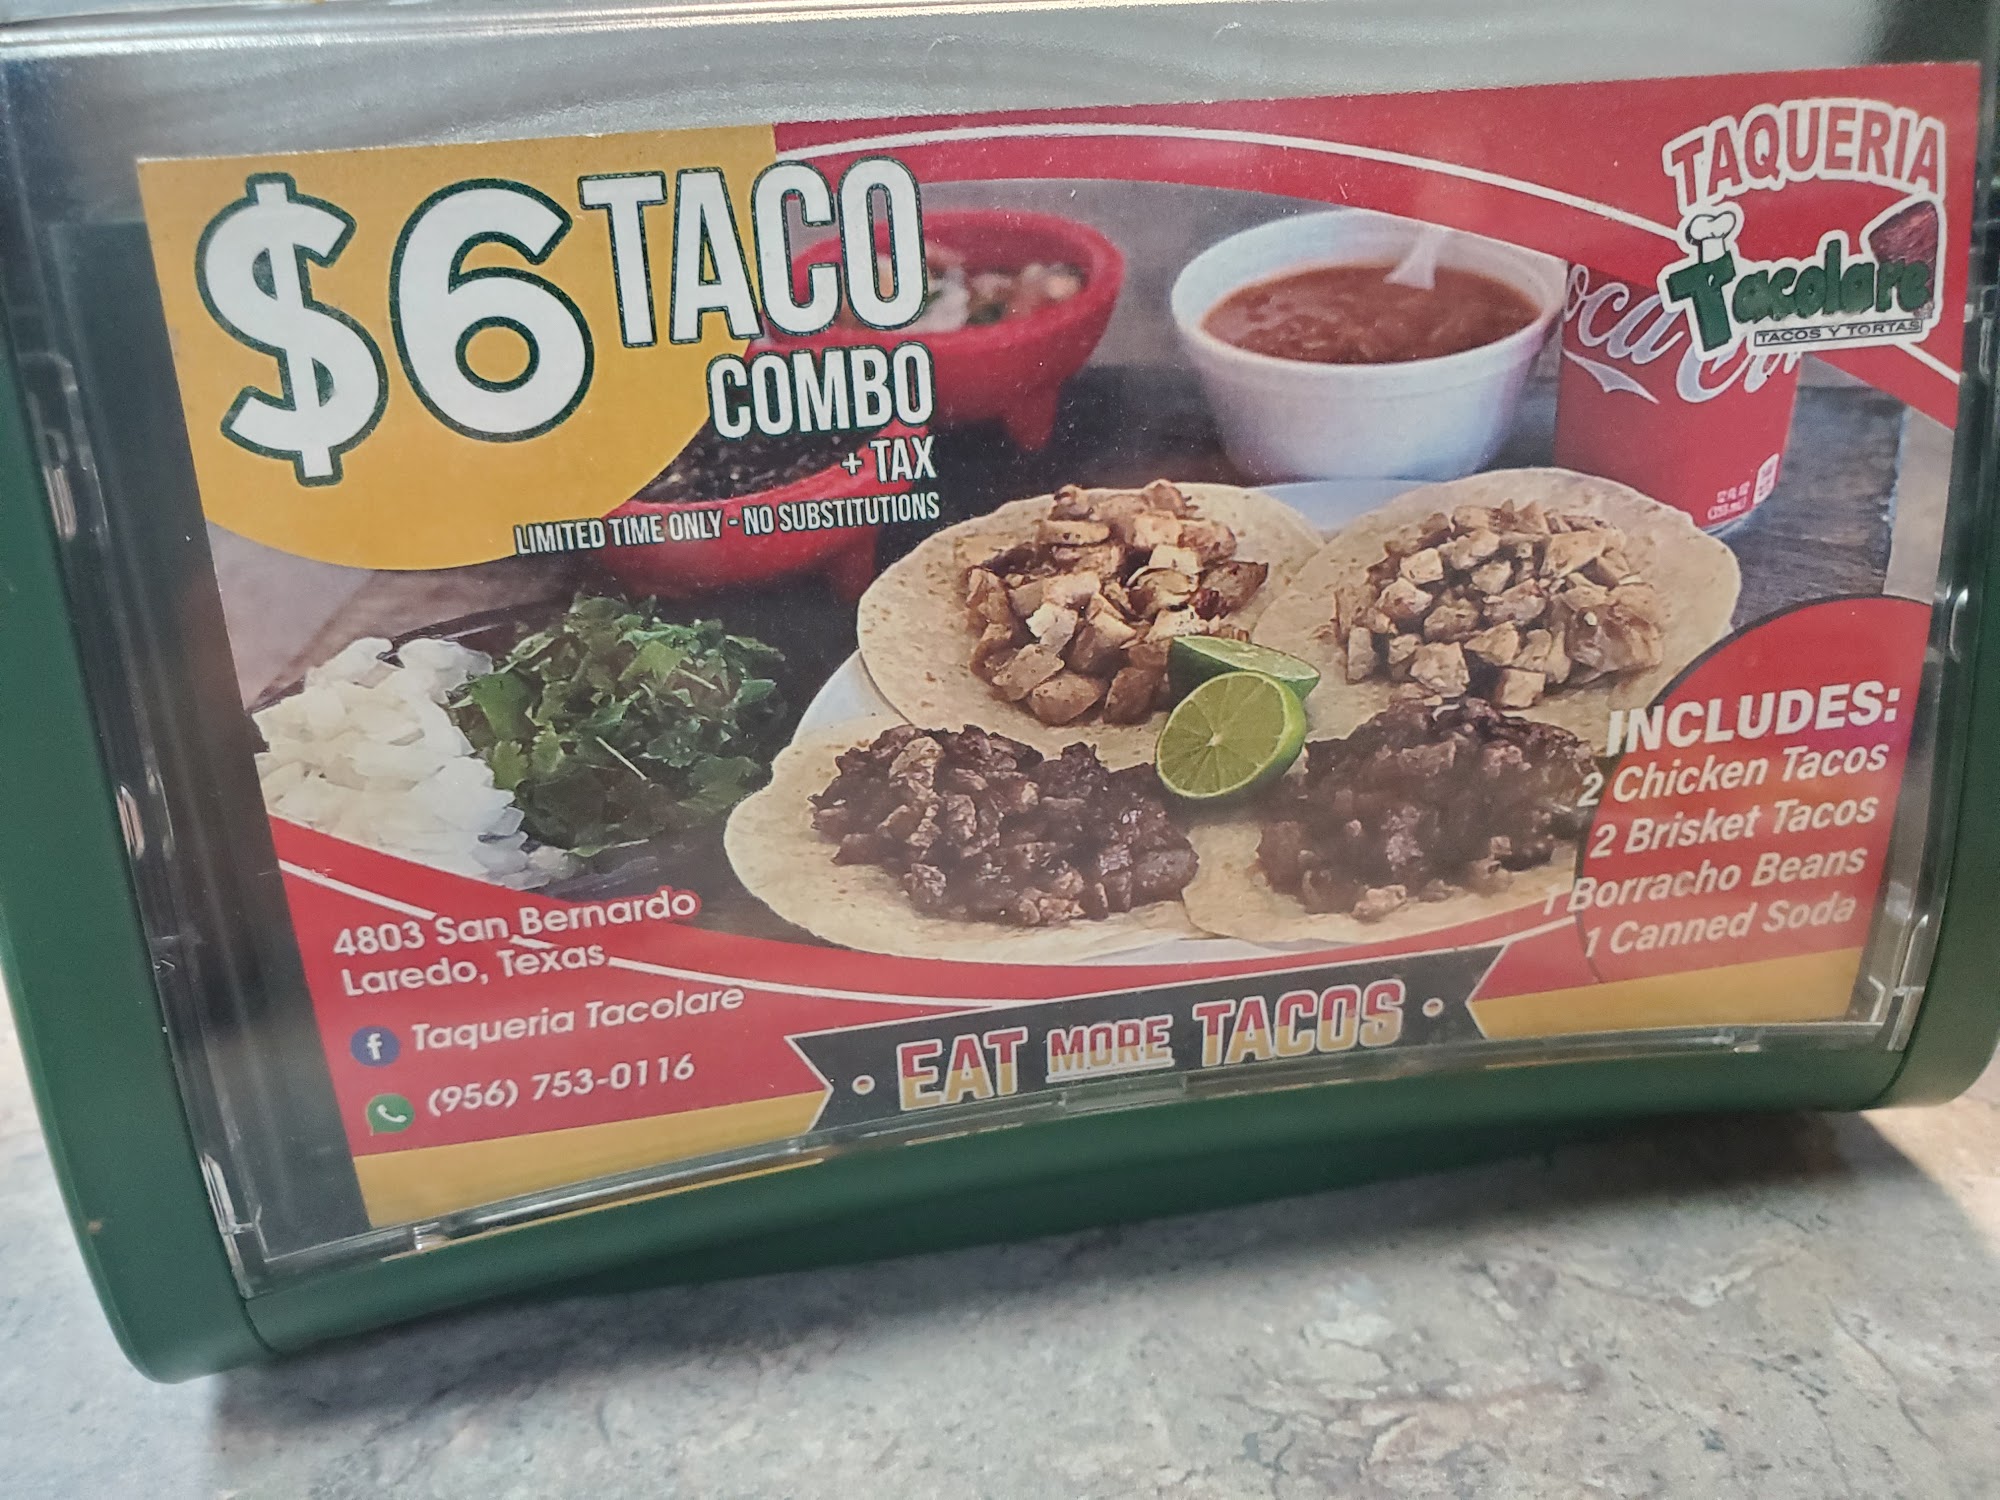 $6 TACO
COMBO
+ TAX
LIMITED TIME ONLY - NO SUBSTITUTIONS
TAQUERIA
Tacolare
TACOS Y TORTAS
INCLUDES:
2 Chicken Tacos
2 Brisket Tacos
1 Borracho Beans
1 Canned Soda
4803 San Bernardo
Laredo, Texas
Taqueria Tacolare
(956) 753-0116
• EAT MORE TACOS •